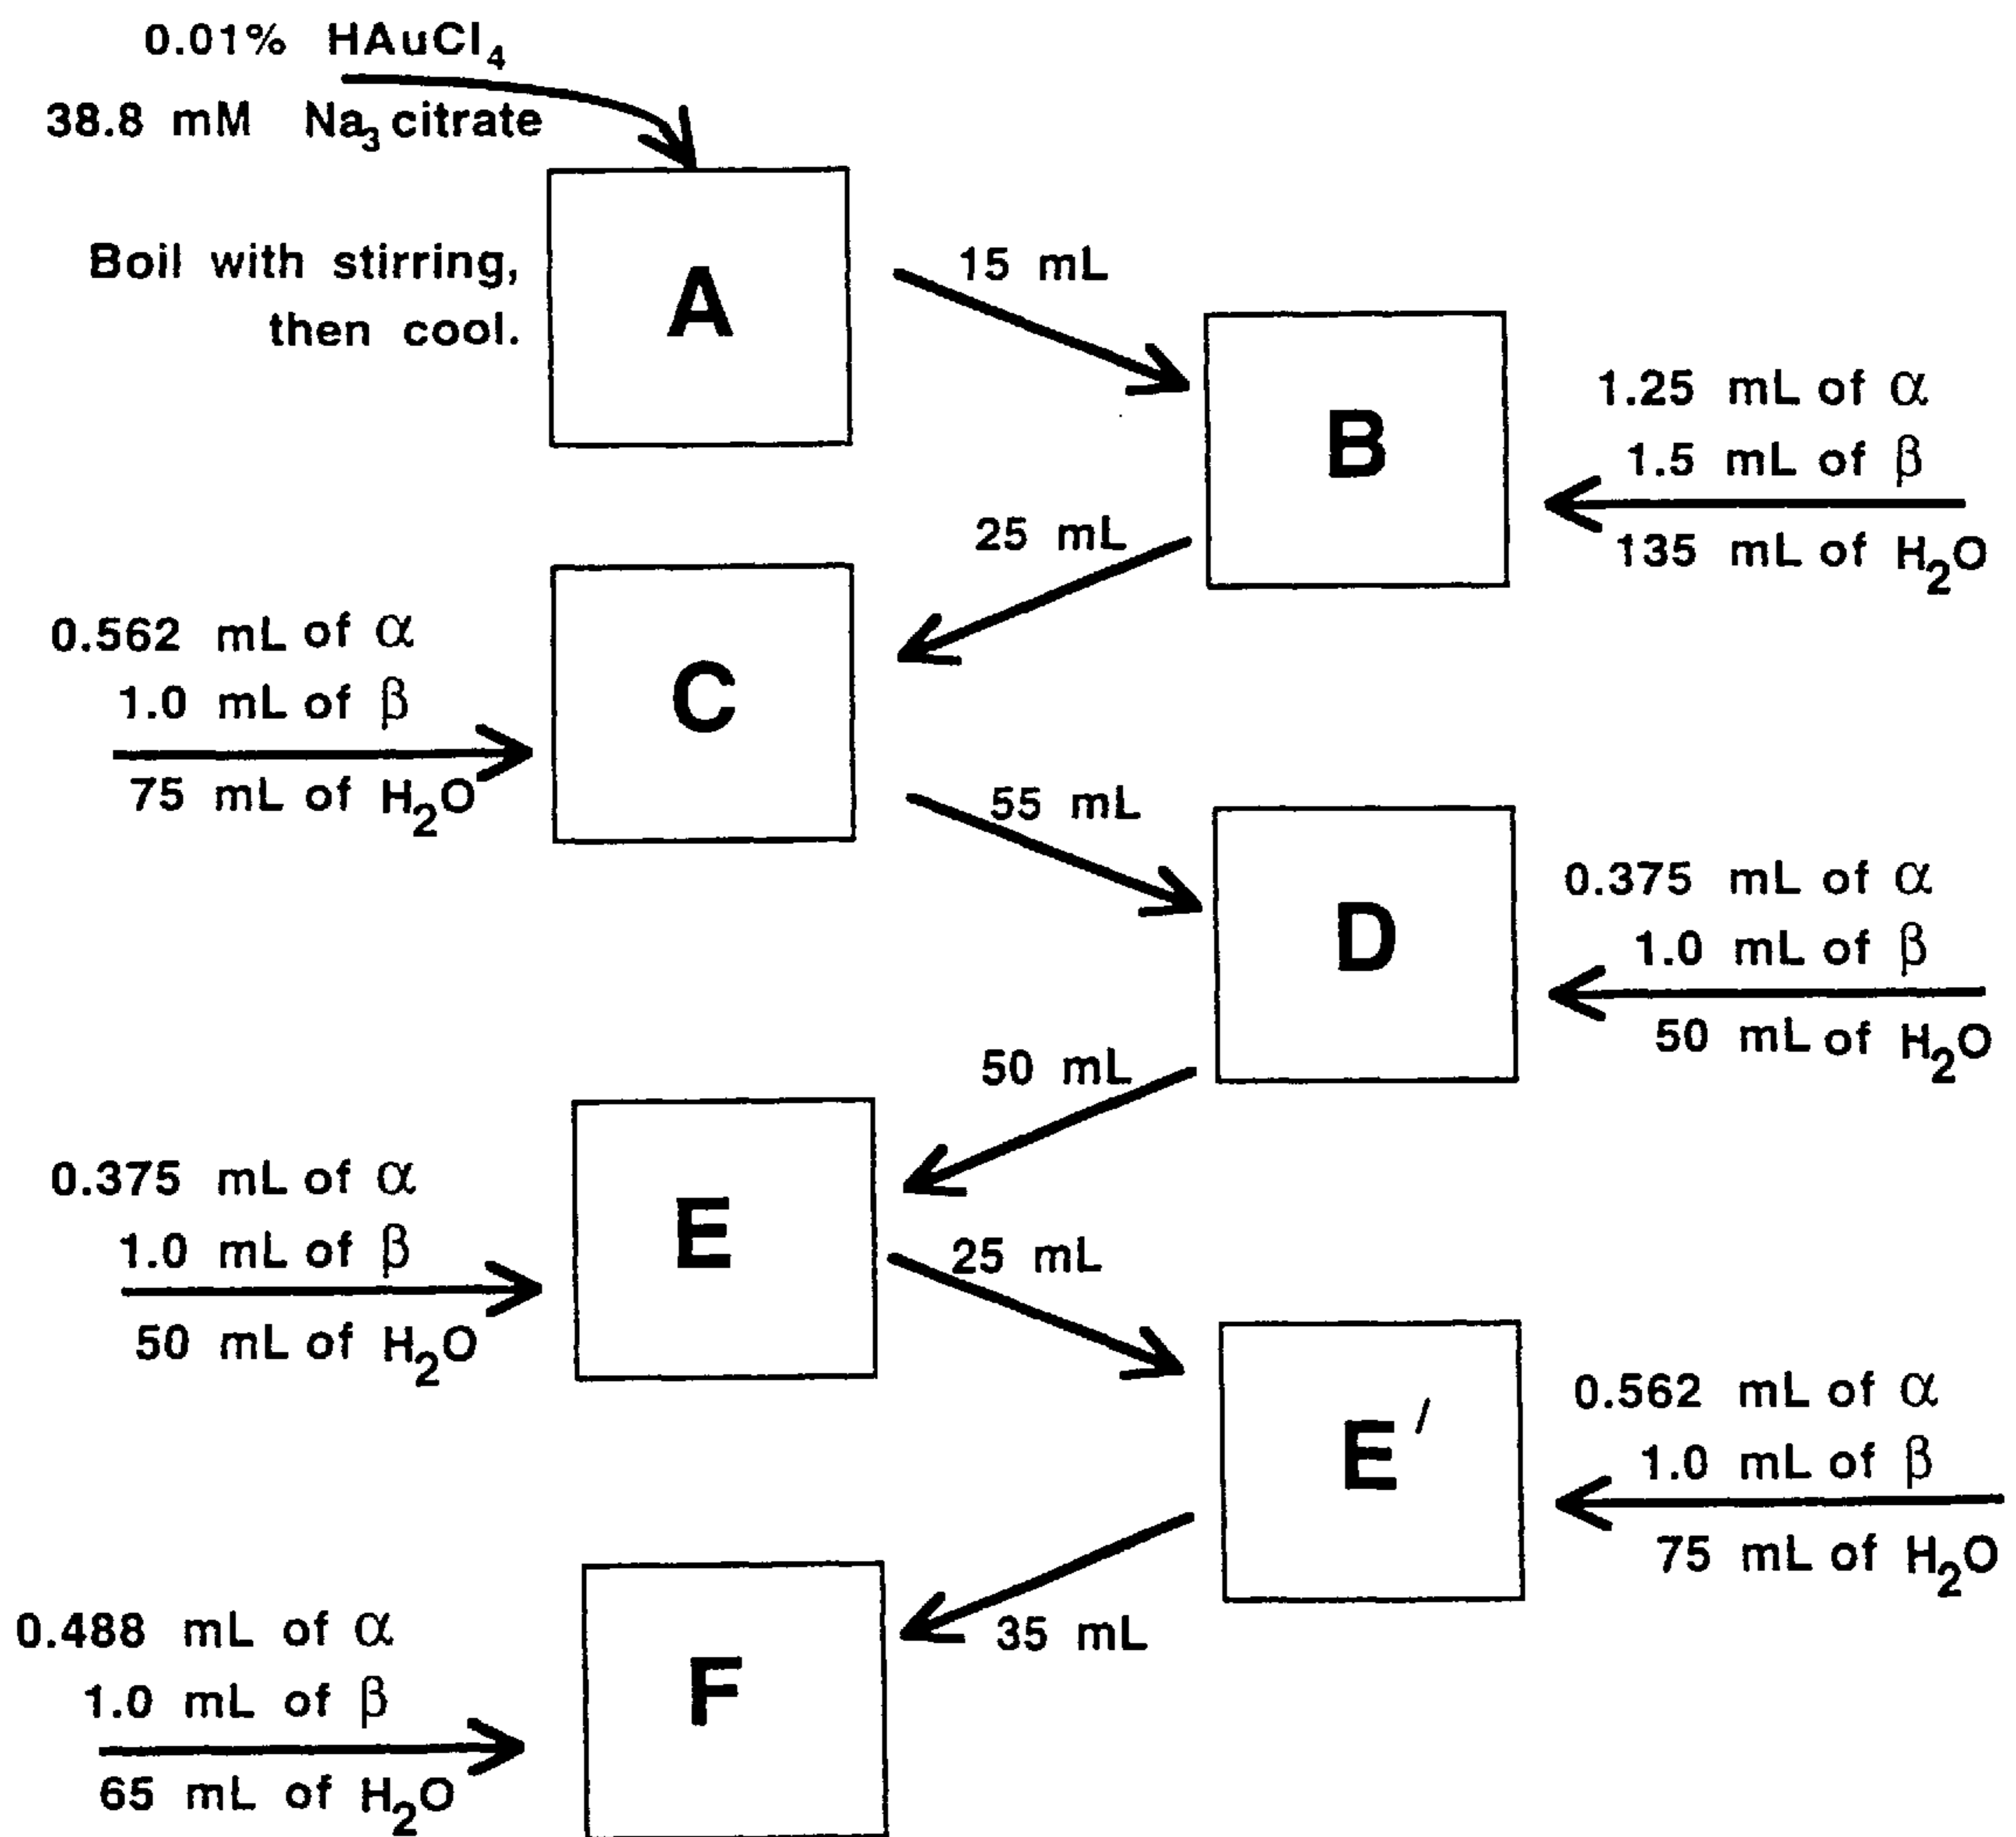 0.01% HAuCl₄
38.8 mM Na₃citrate
Boil with stirring,
then cool.
A
15 mL
B
1.25 mL of α
1.5 mL of β
135 mL of H₂O
25 mL
C
0.562 mL of α
1.0 mL of β
75 mL of H₂O
55 mL
D
0.375 mL of α
1.0 mL of β
50 mL of H₂O
50 mL
E
0.375 mL of α
1.0 mL of β
50 mL of H₂O
25 mL
E′
0.562 mL of α
1.0 mL of β
75 mL of H₂O
35 mL
F
0.488 mL of α
1.0 mL of β
65 mL of H₂O